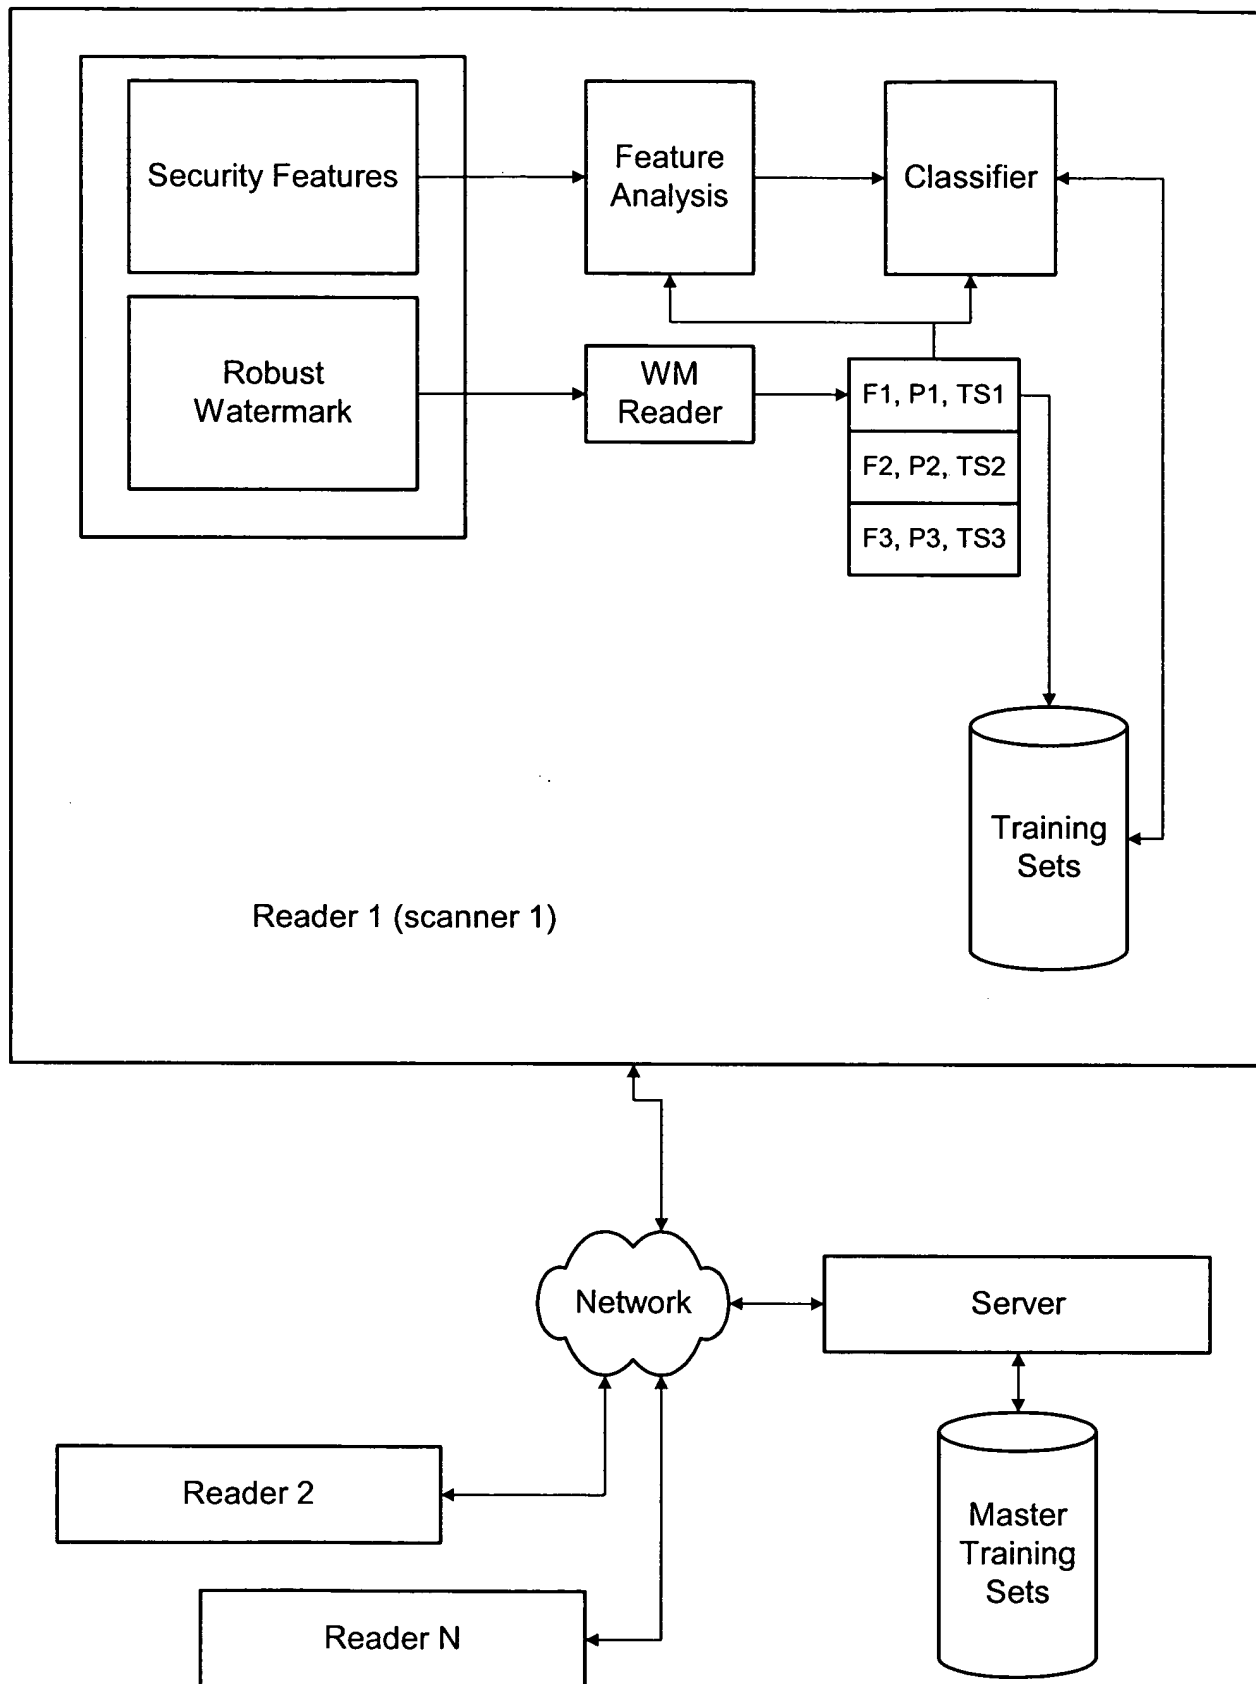 Security Features
Feature
Analysis
Classifier
Robust
Watermark
WM
Reader
F1, P1, TS1
F2, P2, TS2
F3, P3, TS3
Training
Sets
Reader 1 (scanner 1)
Network
Server
Reader 2
Master
Training
Sets
Reader N